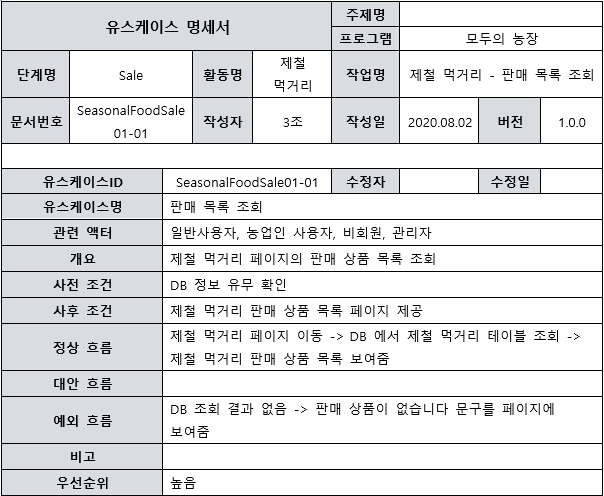 유스케이스 명세서
주제명
프로그램
모두의 농장
단계명
Sale
활동명
제철
먹거리
작업명
제철 먹거리 - 판매 목록 조회
문서번호
SeasonalFoodSale
01-01
작성자
3조
작성일
2020.08.02
버전
1.0.0
유스케이스ID
SeasonalFoodSale01-01
수정자
수정일
유스케이스명
판매 목록 조회
관련 액터
일반사용자, 농업인 사용자, 비회원, 관리자
개요
제철 먹거리 페이지의 판매 상품 목록 조회
사전 조건
DB 정보 유무 확인
사후 조건
제철 먹거리 판매 상품 목록 페이지 제공
정상 흐름
제철 먹거리 페이지 이동 -> DB 에서 제철 먹거리 테이블 조회 ->
제철 먹거리 판매 상품 목록 보여줌
대안 흐름
예외 흐름
DB 조회 결과 없음 -> 판매 상품이 없습니다 문구를 페이지에
보여줌
비고
우선순위
높음